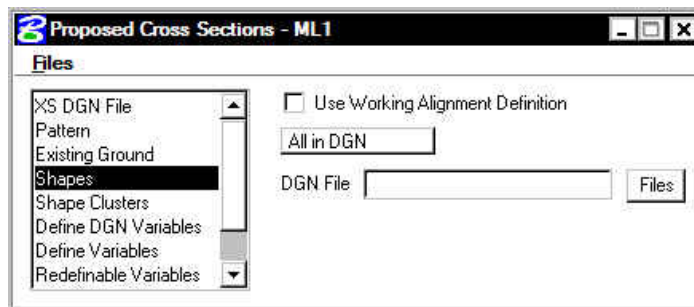 Proposed Cross Sections - ML1
Files
XS DGN File
Pattern
Existing Ground
Shapes
Shape Clusters
Define DGN Variables
Define Variables
Redefinable Variables
Use Working Alignment Definition
All in DGN
DGN File
Files